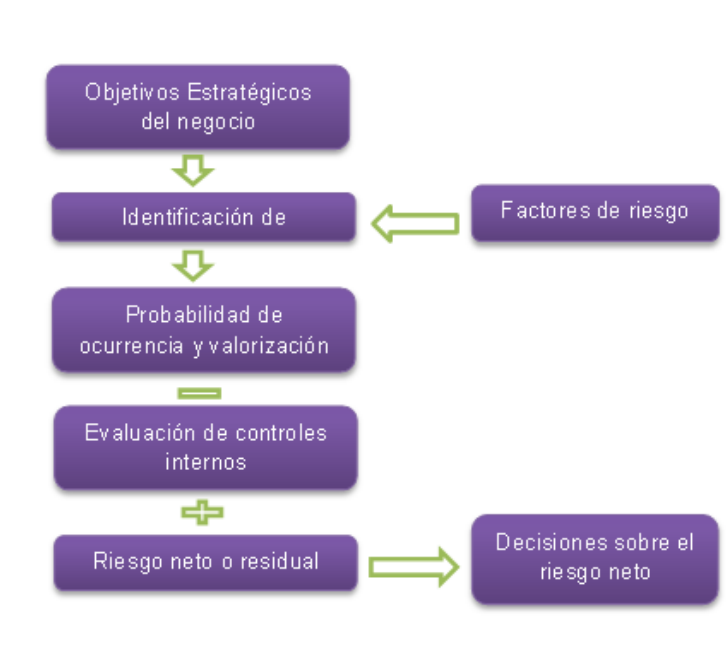 Objetivos Estratégicos
del negocio
Identificación de
Factores de riesgo
Probabilidad de
ocurrencia y valorización
Evaluación de controles
internos
Riesgo neto o residual
Decisiones sobre el
riesgo neto